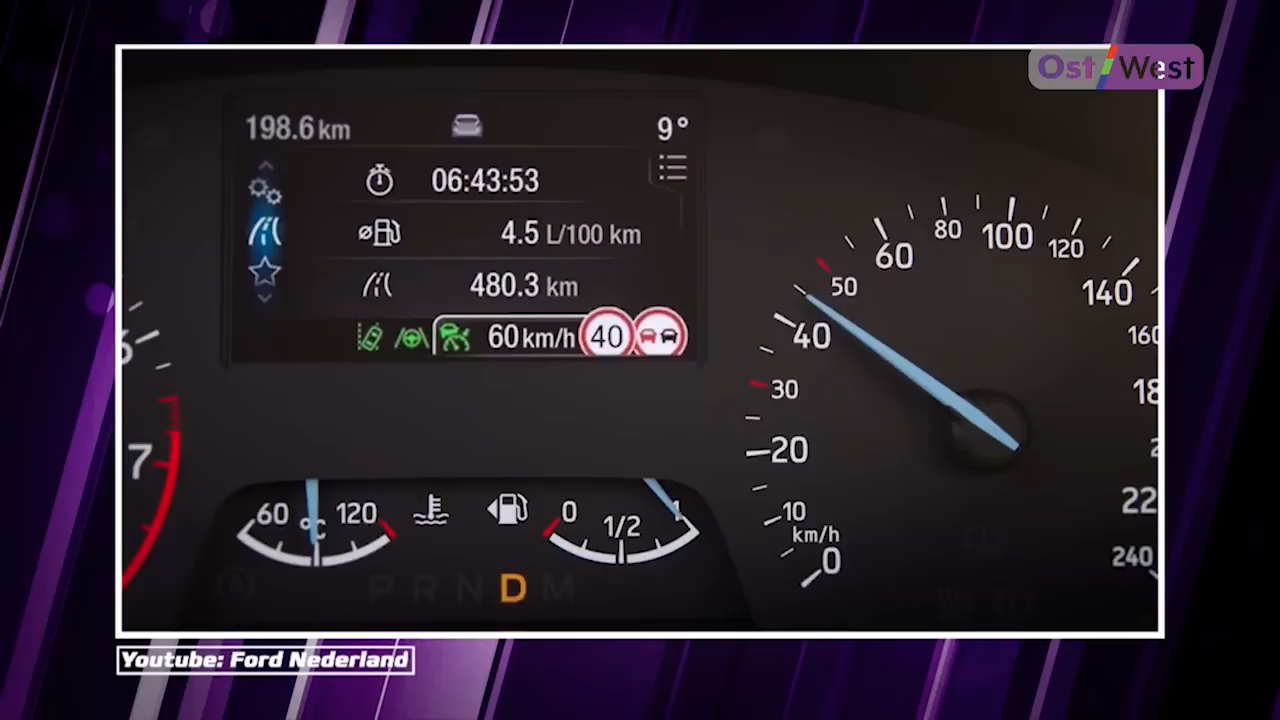 Ost West
198.6 km 9°
06:43:53
4.5 L/100 km
480.3 km
60 km/h 40
7
60 °C 120
0 1/2 1
P R N D M
0 10 20 30 40 50 60 80 100 120 140
km/h
22
240
Youtube: Ford Nederland